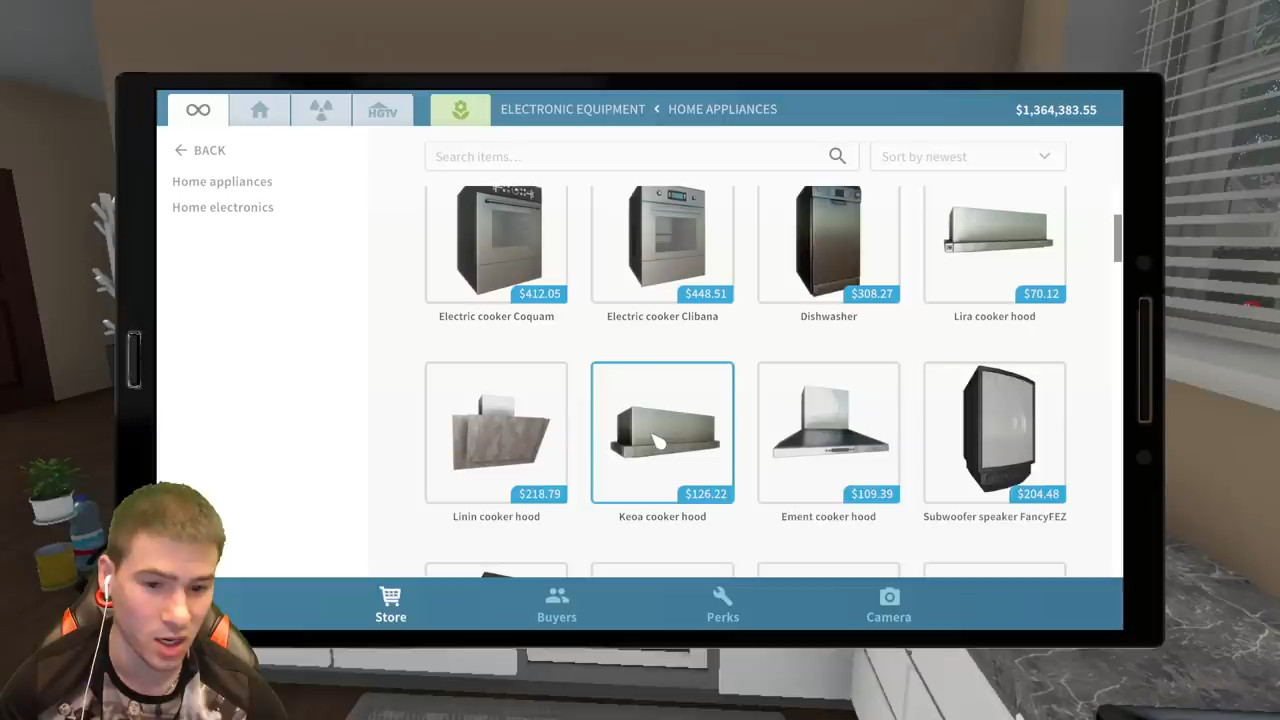 HGTV
ELECTRONIC EQUIPMENT < HOME APPLIANCES
$1,364,383.55
← BACK
Search items...
Sort by newest
Home appliances
Home electronics
$412.05
$448.51
$308.27
$70.12
Electric cooker Coquam
Electric cooker Clibana
Dishwasher
Lira cooker hood
$218.79
$126.22
$109.39
$204.48
Linin cooker hood
Keoa cooker hood
Ement cooker hood
Subwoofer speaker FancyFEZ
Store
Buyers
Perks
Camera